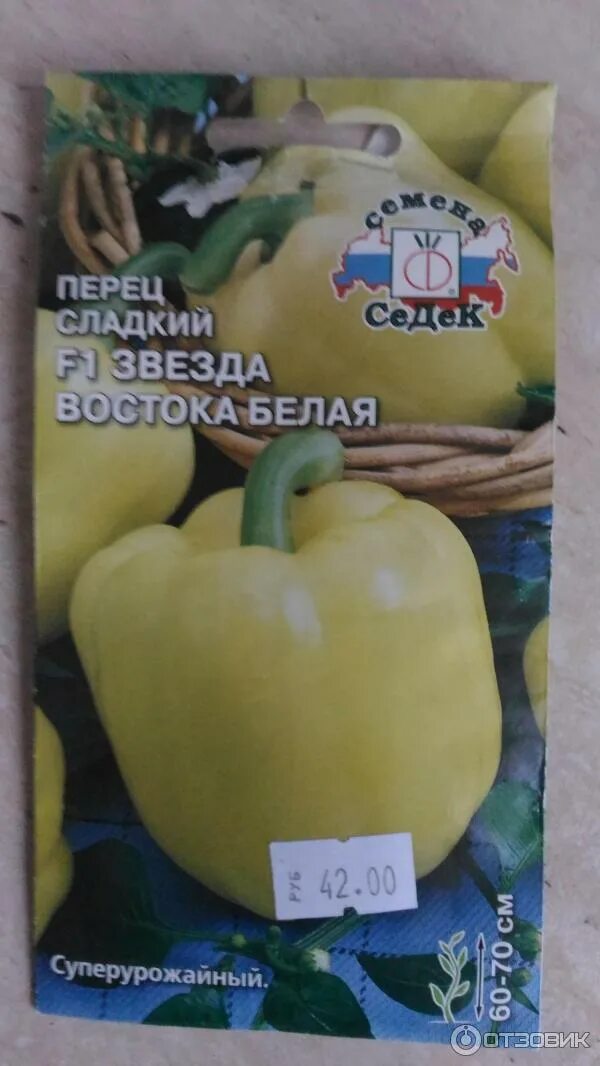 семена
СеДеК
ПЕРЕЦ
СЛАДКИЙ
F1 ЗВЕЗДА
ВОСТОКА БЕЛАЯ
РУБ 42.00
Суперурожайный.
60-70 см
ОТЗОВИК